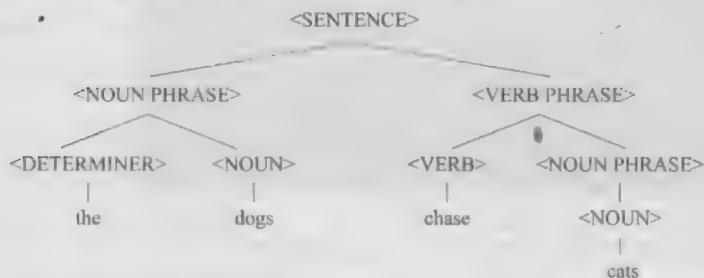 <SENTENCE>
<NOUN PHRASE> <VERB PHRASE>
<DETERMINER> <NOUN> <VERB> <NOUN PHRASE>
the dogs chase <NOUN>
cats